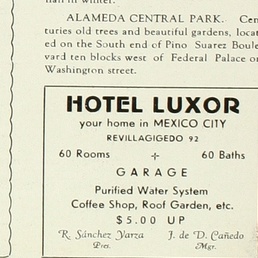 hall in winter.
ALAMEDA CENTRAL PARK. Cen
turies old trees and beautiful gardens, locat
ed on the South end of Pino Suarez Boule
vard ten blocks west of Federal Palace on
Washington street.
HOTEL LUXOR
your home in MEXICO CITY
REVILLAGIGEDO 92
60 Rooms ÷ 60 Baths
GARAGE
Purified Water System
Coffee Shop, Roof Garden, etc.
$5.00 UP
R. Sánchez Yarza J. de D. Cañedo
Pres. Mgr.